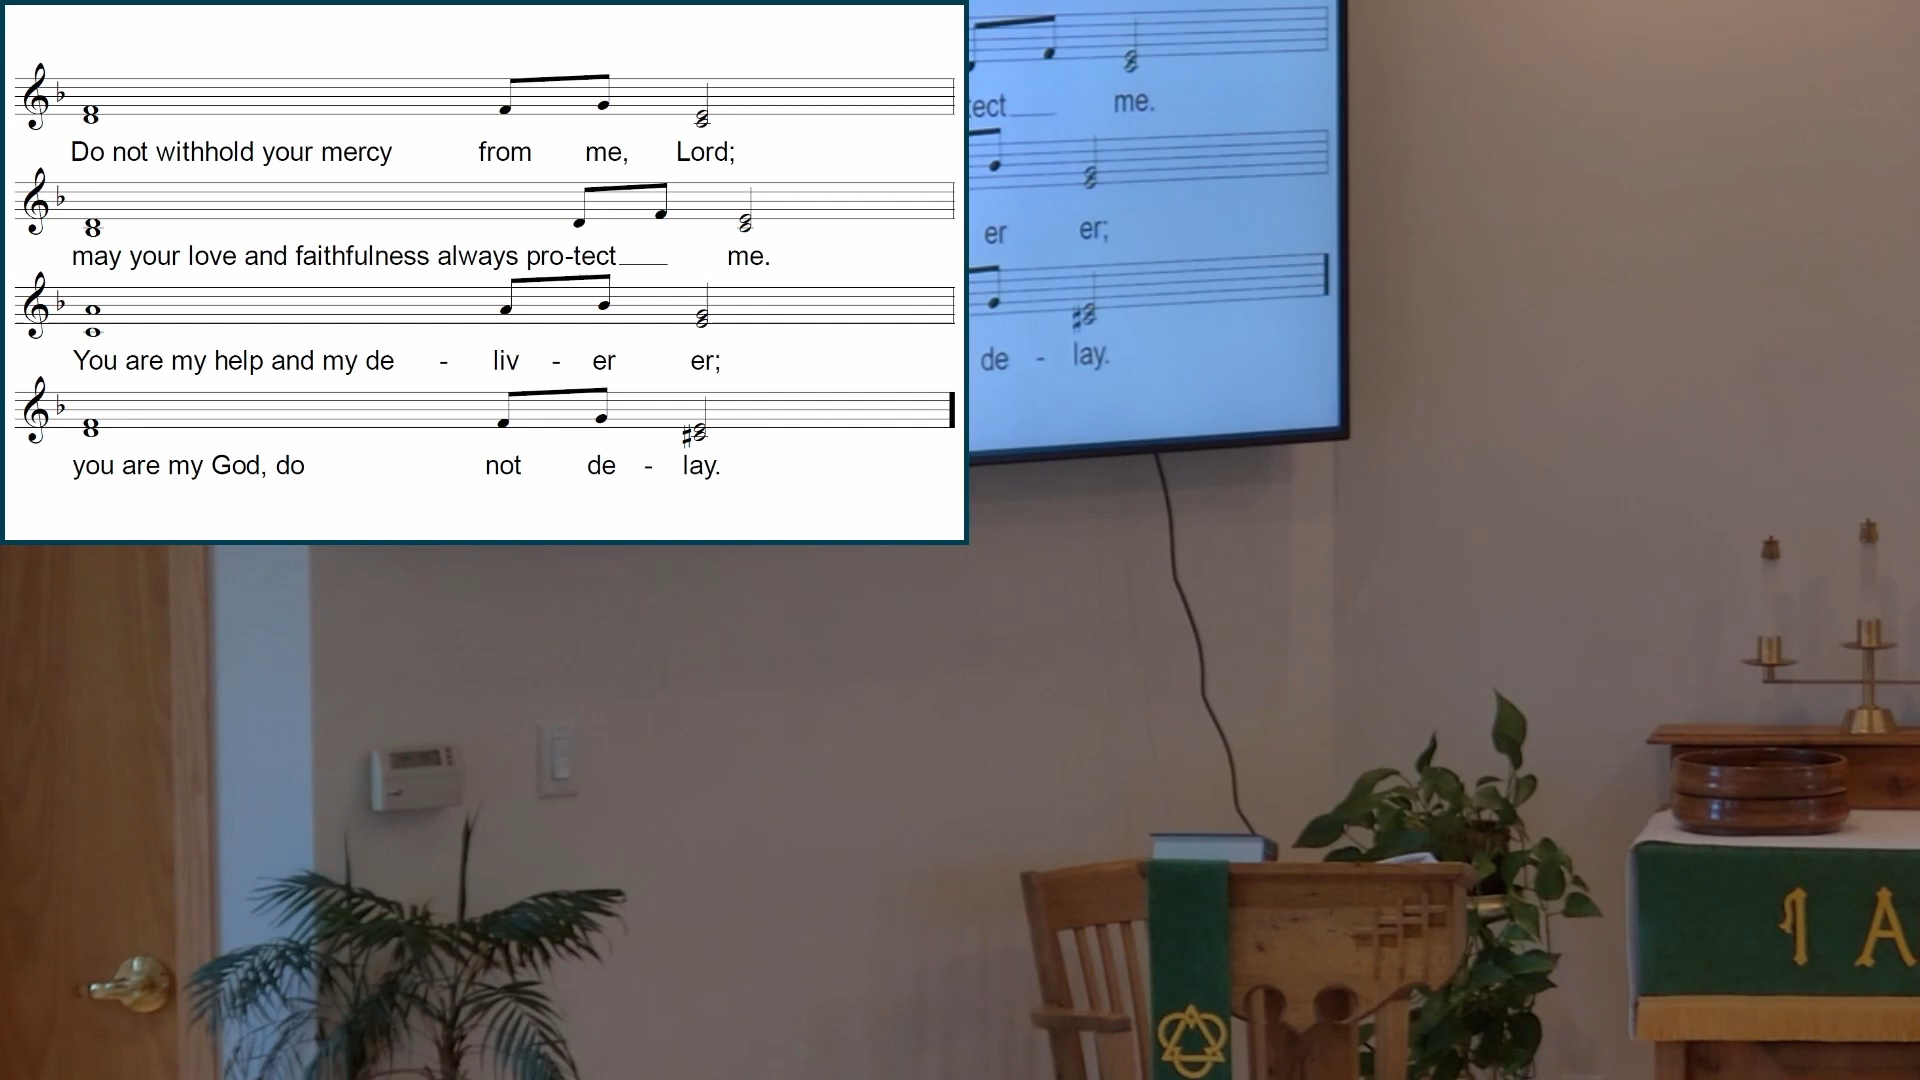 Do not withhold your mercy from me, Lord;
may your love and faithfulness always pro-tect____ me.
You are my help and my de - liv - er er;
you are my God, do not de - lay.
tect____ me.
er er;
de - lay.
I A